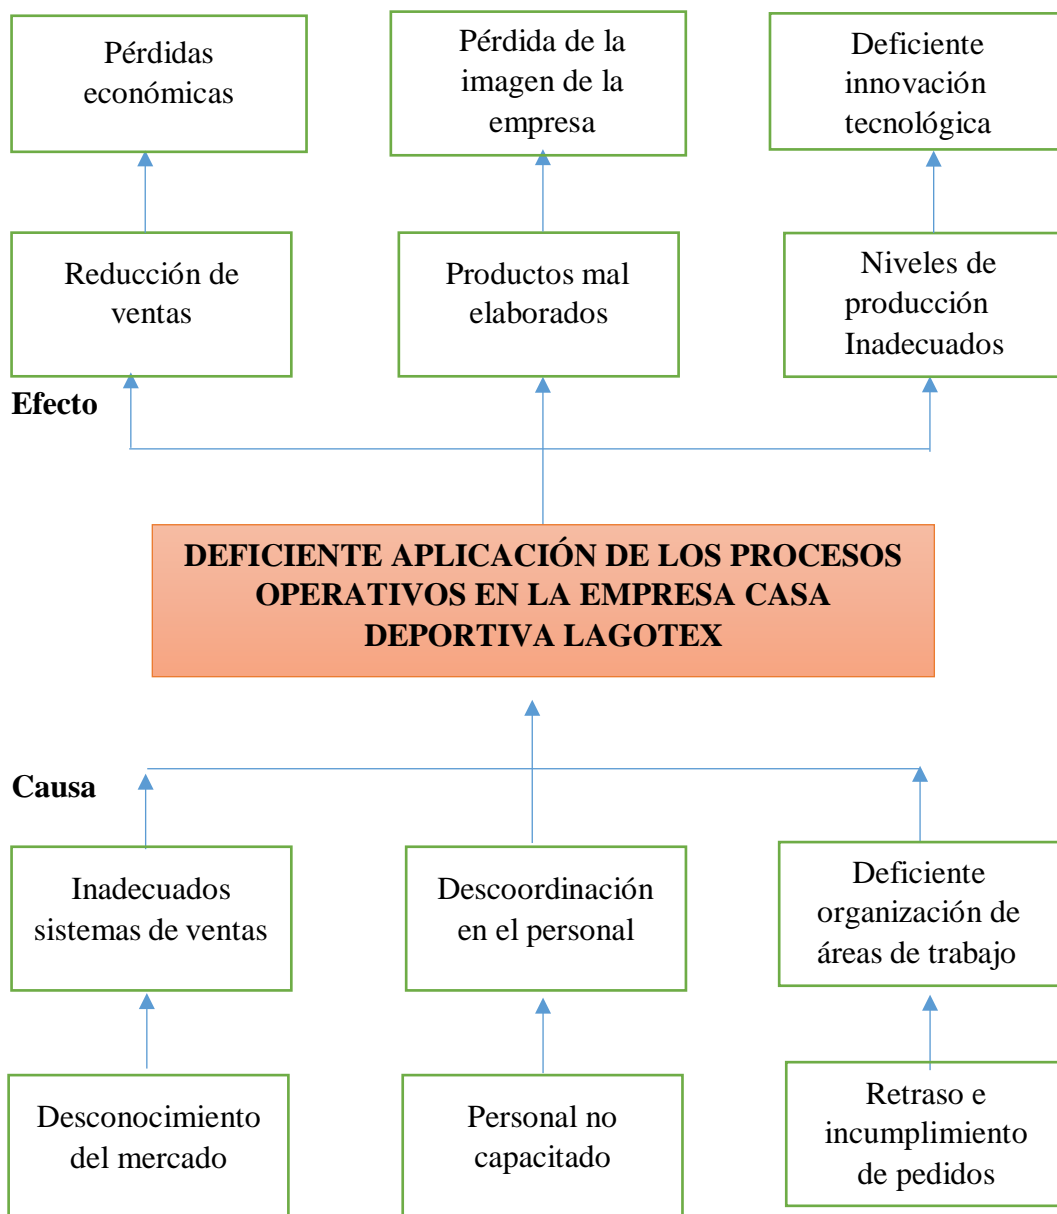 Pérdidas
económicas
Pérdida de la
imagen de la
empresa
Deficiente
innovación
tecnológica
Reducción de
ventas
Productos mal
elaborados
Niveles de
producción
Inadecuados
Efecto
DEFICIENTE APLICACIÓN DE LOS PROCESOS
OPERATIVOS EN LA EMPRESA CASA
DEPORTIVA LAGOTEX
Causa
Inadecuados
sistemas de ventas
Descoordinación
en el personal
Deficiente
organización de
áreas de trabajo
Desconocimiento
del mercado
Personal no
capacitado
Retraso e
incumplimiento
de pedidos